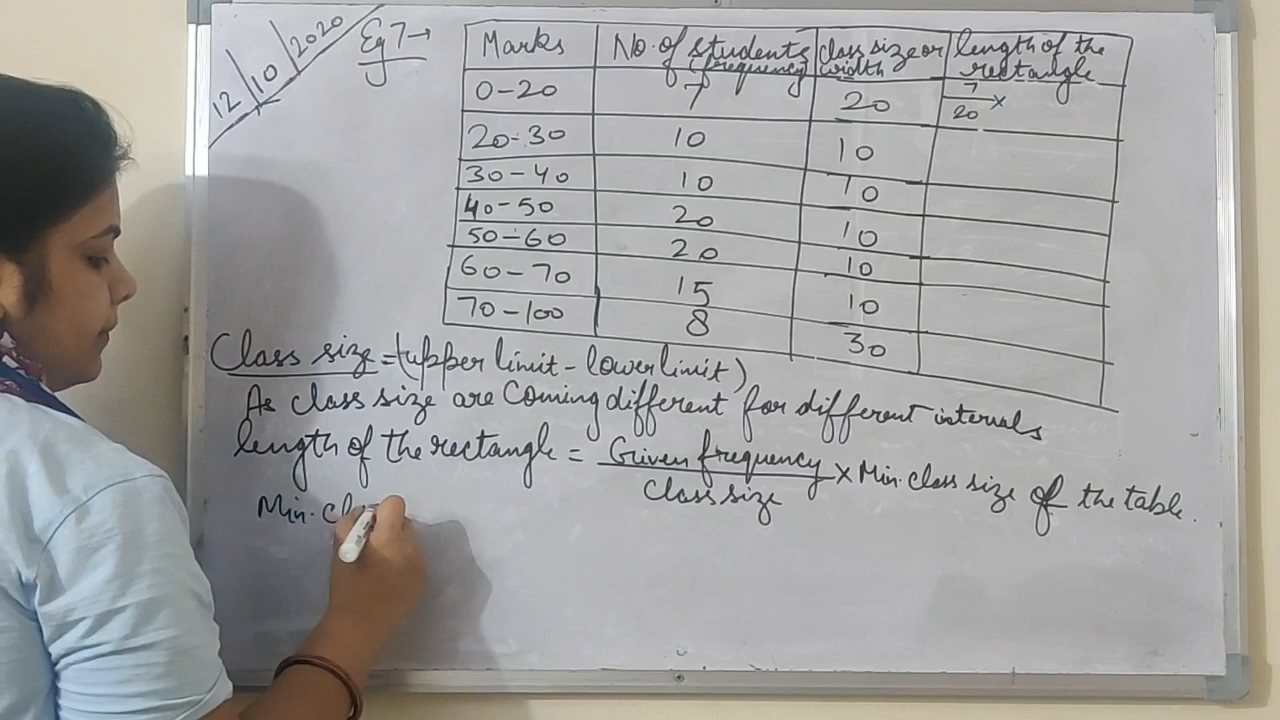 12/10/2020
Eg 7→
Marks No. of students (frequency) class size or width length of the rectangle
0-20 7 20 7/20 ×
20-30 10 10
30-40 10 10
40-50 20 10
50-60 20 10
60-70 15 10
70-100 8 30
Class size = (upper limit - lower limit)
As class size are Coming different for different intervals
length of the rectangle = Given frequency / Class size × Min. class size of the table.
Min. cl